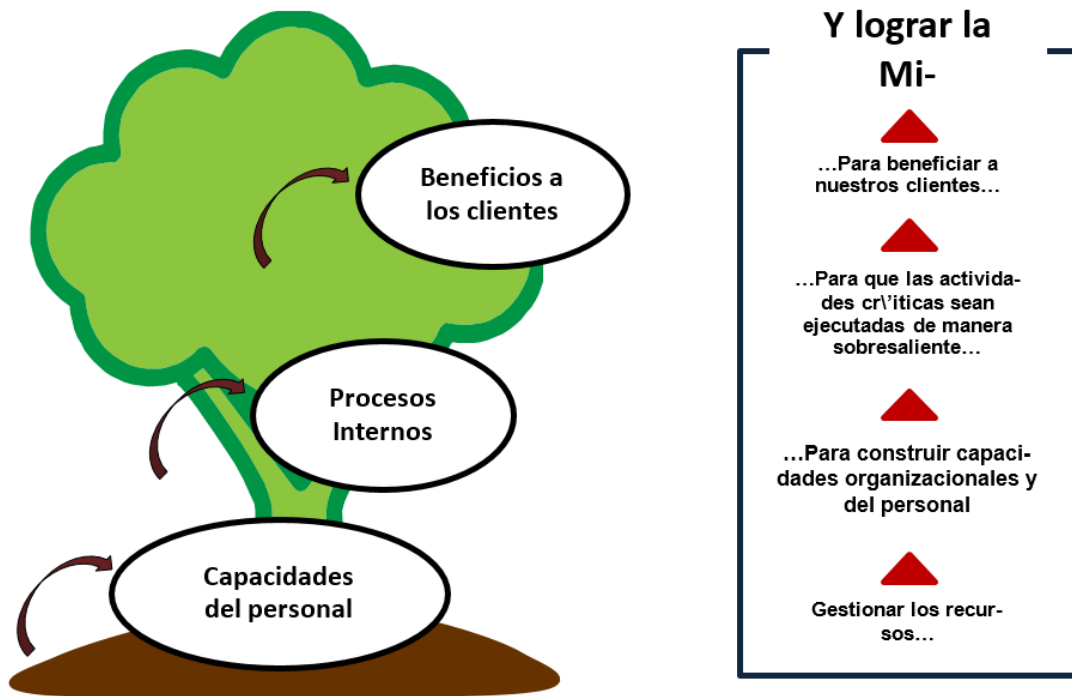 Beneficios a
los clientes
Procesos
Internos
Capacidades
del personal
Y lograr la
Mi-
...Para beneficiar a
nuestros clientes...
...Para que las activida-
des cr\'iticas sean
ejecutadas de manera
sobresaliente...
...Para construir capaci-
dades organizacionales y
del personal
Gestionar los recur-
sos...